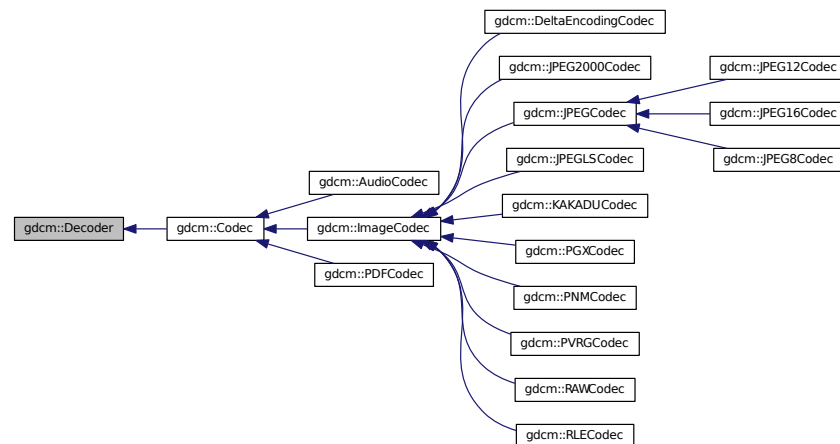 gdcm::DeltaEncodingCodec
gdcm::JPEG2000Codec
gdcm::JPEG12Codec
gdcm::JPEGCodec
gdcm::JPEG16Codec
gdcm::JPEGLSCodec
gdcm::JPEG8Codec
gdcm::AudioCodec
gdcm::KAKADUCodec
gdcm::Decoder
gdcm::Codec
gdcm::ImageCodec
gdcm::PGXCodec
gdcm::PDFCodec
gdcm::PNMCodec
gdcm::PVRGCodec
gdcm::RAWCodec
gdcm::RLECodec